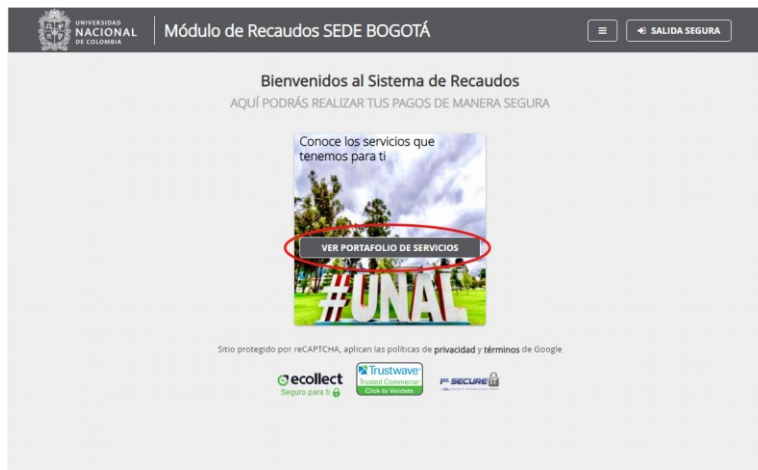 UNIVERSIDAD
NACIONAL
DE COLOMBIA
Módulo de Recaudos SEDE BOGOTÁ
SALIDA SEGURA
Bienvenidos al Sistema de Recaudos
AQUÍ PODRÁS REALIZAR TUS PAGOS DE MANERA SEGURA
Conoce los servicios que
tenemos para ti
VER PORTAFOLIO DE SERVICIOS
#UNAL
Sitio protegido por reCAPTCHA, aplican las políticas de privacidad y términos de Google
ecollect
Seguro para ti
Trustwave
Trusted Commerce
Click to Validate
SECURE